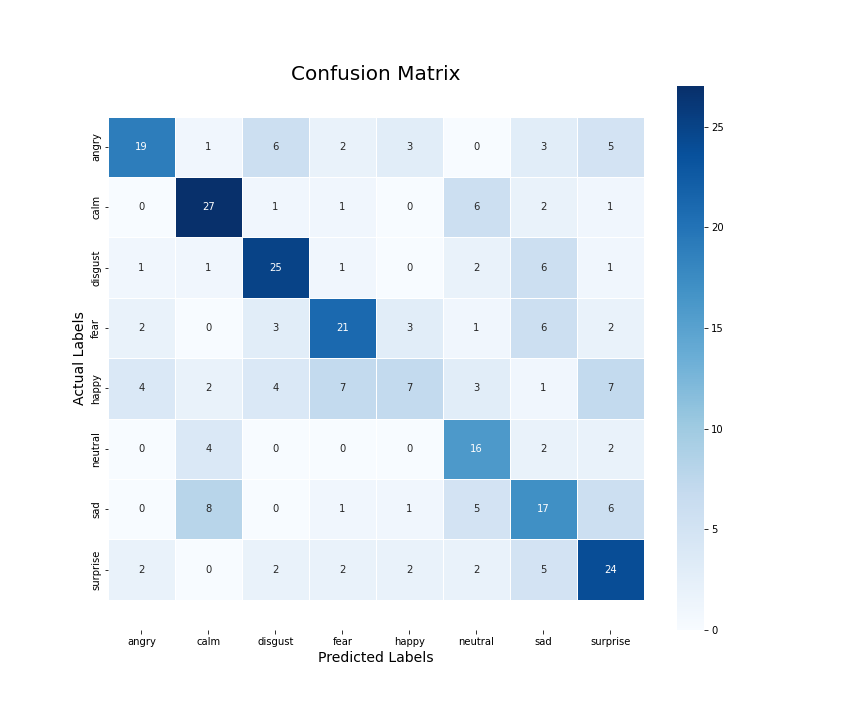 Confusion Matrix
angry 19 1 6 2 3 0 3 5
calm 0 27 1 1 0 6 2 1
disgust 1 1 25 1 0 2 6 1
fear 2 0 3 21 3 1 6 2
happy 4 2 4 7 7 3 1 7
neutral 0 4 0 0 0 16 2 2
sad 0 8 0 1 1 5 17 6
surprise 2 0 2 2 2 2 5 24
angry calm disgust fear happy neutral sad surprise
Predicted Labels
Actual Labels
25
20
15
10
5
0